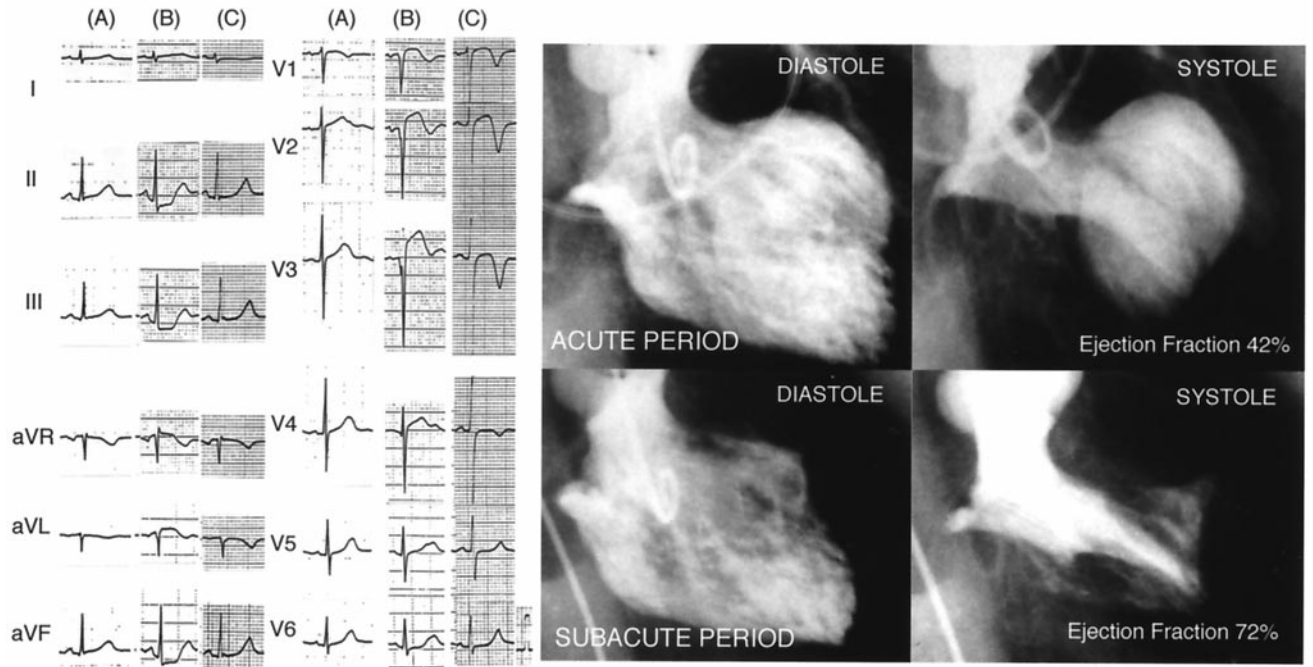 (A) (B) (C) (A) (B) (C)
I
II
III
aVR
aVL
aVF
V1
V2
V3
V4
V5
V6
DIASTOLE
SYSTOLE
ACUTE PERIOD
Ejection Fraction 42%
DIASTOLE
SYSTOLE
SUBACUTE PERIOD
Ejection Fraction 72%